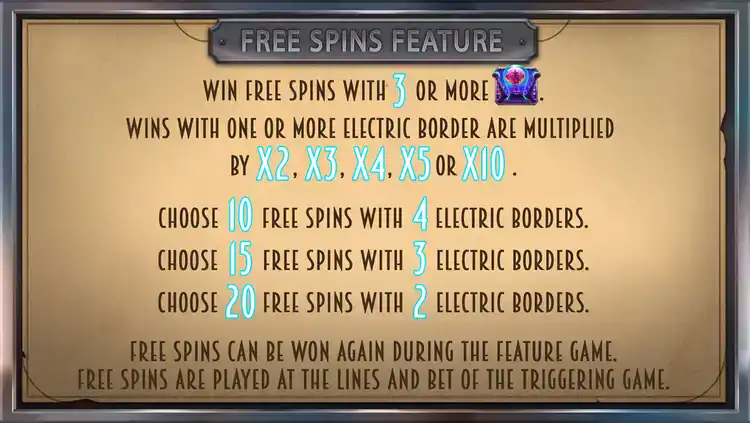 FREE SPINS FEATURE
WIN FREE SPINS WITH 3 OR MORE .
WINS WITH ONE OR MORE ELECTRIC BORDER ARE MULTIPLIED
BY X2, X3, X4, X5 OR X10 .
CHOOSE 10 FREE SPINS WITH 4 ELECTRIC BORDERS.
CHOOSE 15 FREE SPINS WITH 3 ELECTRIC BORDERS.
CHOOSE 20 FREE SPINS WITH 2 ELECTRIC BORDERS.
FREE SPINS CAN BE WON AGAIN DURING THE FEATURE GAME.
FREE SPINS ARE PLAYED AT THE LINES AND BET OF THE TRIGGERING GAME.